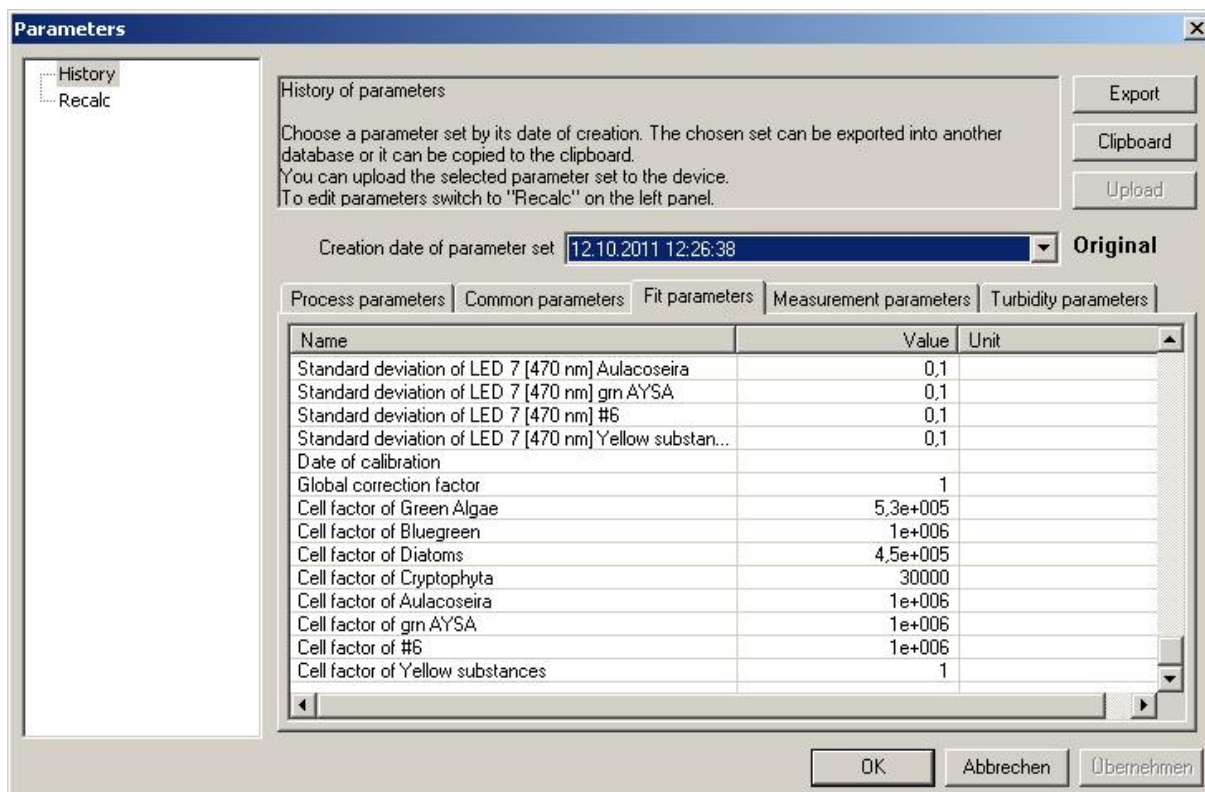 Parameters
History
Recalc
History of parameters
Choose a parameter set by its date of creation. The chosen set can be exported into another
database or it can be copied to the clipboard.
You can upload the selected parameter set to the device.
To edit parameters switch to "Recalc" on the left panel.
Export
Clipboard
Upload
Creation date of parameter set 12.10.2011 12:26:38 Original
Process parameters Common parameters Fit parameters Measurement parameters Turbidity parameters
Name Value Unit
Standard deviation of LED 7 [470 nm] Aulacoseira 0,1
Standard deviation of LED 7 [470 nm] grn AYSA 0,1
Standard deviation of LED 7 [470 nm] #6 0,1
Standard deviation of LED 7 [470 nm] Yellow substan... 0,1
Date of calibration
Global correction factor 1
Cell factor of Green Algae 5,3e+005
Cell factor of Bluegreen 1e+006
Cell factor of Diatoms 4,5e+005
Cell factor of Cryptophyta 30000
Cell factor of Aulacoseira 1e+006
Cell factor of grn AYSA 1e+006
Cell factor of #6 1e+006
Cell factor of Yellow substances 1
OK Abbrechen Übernehmen